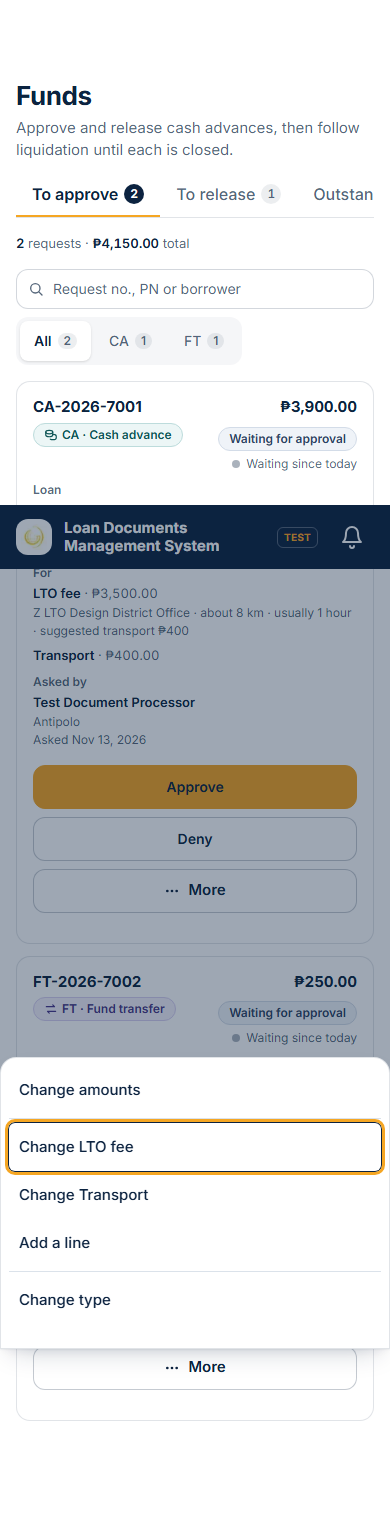 Funds
Approve and release cash advances, then follow
liquidation until each is closed.
To approve 2 To release 1 Outstan
2 requests · ₱4,150.00 total
Request no., PN or borrower
All 2 CA 1 FT 1
CA-2026-7001 ₱3,900.00
CA · Cash advance Waiting for approval
Waiting since today
Loan
Loan Documents
Management System
TEST
For
LTO fee · ₱3,500.00
Z LTO Design District Office · about 8 km · usually 1 hour
· suggested transport ₱400
Transport · ₱400.00
Asked by
Test Document Processor
Antipolo
Asked Nov 13, 2026
Approve
Deny
··· More
FT-2026-7002 ₱250.00
FT · Fund transfer Waiting for approval
Waiting since today
Change amounts
Change LTO fee
Change Transport
Add a line
Change type
··· More